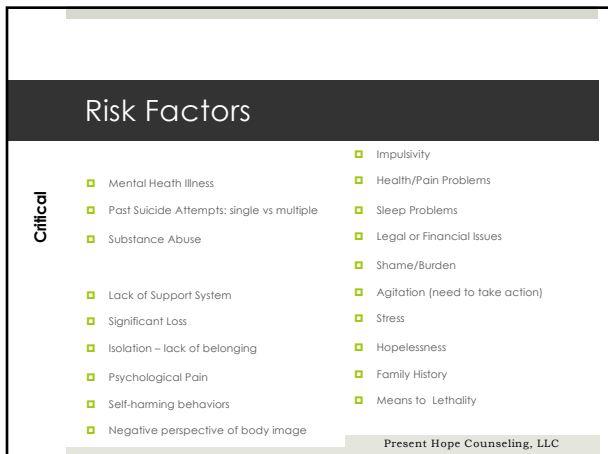 Risk Factors
Critical
Mental Heath Illness
Past Suicide Attempts: single vs multiple
Substance Abuse
Lack of Support System
Significant Loss
Isolation – lack of belonging
Psychological Pain
Self-harming behaviors
Negative perspective of body image
Impulsivity
Health/Pain Problems
Sleep Problems
Legal or Financial Issues
Shame/Burden
Agitation (need to take action)
Stress
Hopelessness
Family History
Means to Lethality
Present Hope Counseling, LLC